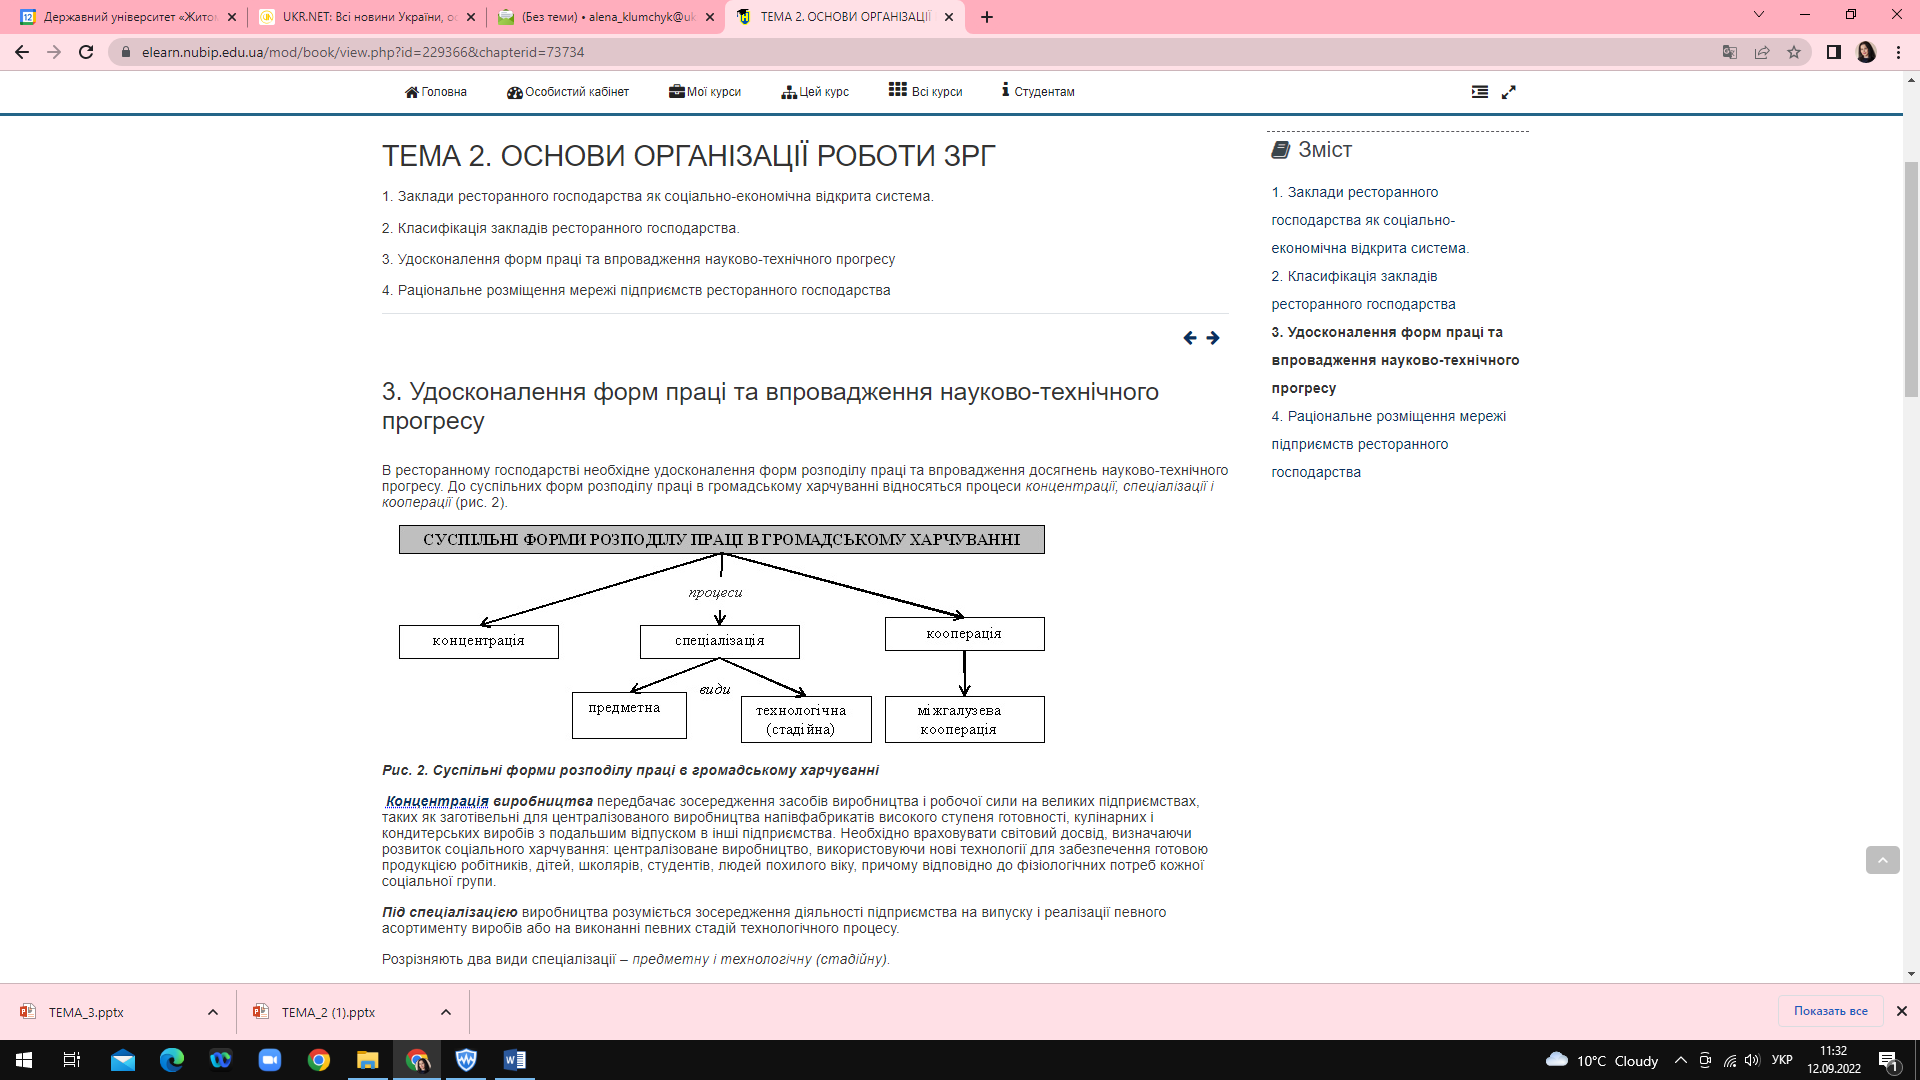 Державний університет «Житом
UKR.NET: Всі новини України, ос
(Без теми) • alena_klumchyk@uk
ТЕМА 2. ОСНОВИ ОРГАНІЗАЦІЇ
elearn.nubip.edu.ua/mod/book/view.php?id=229366&chapterid=73734
Головна Особистий кабінет Мої курси Цей курс Всі курси Студентам
ТЕМА 2. ОСНОВИ ОРГАНІЗАЦІЇ РОБОТИ ЗРГ
1. Заклади ресторанного господарства як соціально-економічна відкрита система.
2. Класифікація закладів ресторанного господарства.
3. Удосконалення форм праці та впровадження науково-технічного прогресу
4. Раціональне розміщення мережі підприємств ресторанного господарства
3. Удосконалення форм праці та впровадження науково-технічного
прогресу
В ресторанному господарстві необхідне удосконалення форм розподілу праці та впровадження досягнень науково-технічного
прогресу. До суспільних форм розподілу праці в громадському харчуванні відносяться процеси концентрації, спеціалізації і
кооперації (рис. 2).
СУСПІЛЬНІ ФОРМИ РОЗПОДІЛУ ПРАЦІ В ГРОМАДСЬКОМУ ХАРЧУВАННІ
процеси
концентрація
спеціалізація
кооперація
види
предметна
технологічна
(стадійна)
міжгалузева
кооперація
Рис. 2. Суспільні форми розподілу праці в громадському харчуванні
Концентрація виробництва передбачає зосередження засобів виробництва і робочої сили на великих підприємствах,
таких як заготівельні для централізованого виробництва напівфабрикатів високого ступеня готовності, кулінарних і
кондитерських виробів з подальшим відпуском в інші підприємства. Необхідно враховувати світовий досвід, визначаючи
розвиток соціального харчування: централізоване виробництво, використовуючи нові технології для забезпечення готовою
продукцією робітників, дітей, школярів, студентів, людей похилого віку, причому відповідно до фізіологічних потреб кожної
соціальної групи.
Під спеціалізацією виробництва розуміється зосередження діяльності підприємства на випуску і реалізації певного
асортименту виробів або на виконанні певних стадій технологічного процесу.
Розрізняють два види спеціалізації – предметну і технологічну (стадійну).
Зміст
1. Заклади ресторанного
господарства як соціально-
економічна відкрита система.
2. Класифікація закладів
ресторанного господарства
3. Удосконалення форм праці та
впровадження науково-технічного
прогресу
4. Раціональне розміщення мережі
підприємств ресторанного
господарства
ТЕМА_3.pptx
ТЕМА_2 (1).pptx
Показать все
10°C Cloudy
УКР
11:32
12.09.2022
1